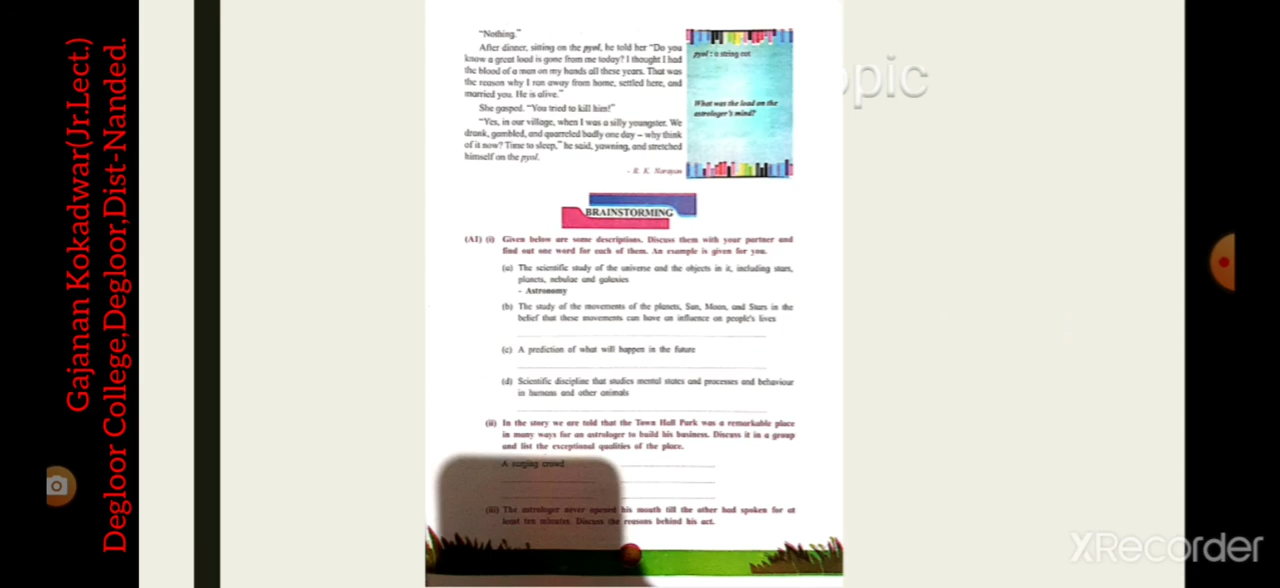 Gajanan Kokadwar(Jr.Lect.)
Degloor College,Degloor,Dist-Nanded.
"Nothing."
After dinner, sitting on the pyol, he told her "Do you
know a great load is gone from me today? I thought I had
the blood of a man on my hands all these years. That was
the reason why I ran away from home, settled here, and
married you. He is alive."
She gasped. "You tried to kill him!"
"Yes, in our village, when I was a silly youngster. We
drank, gambled, and quarreled badly one day – why think
of it now? Time to sleep," he said, yawning, and stretched
himself on the pyol.
- R. K. Narayan
pyol : a sitting out
What was the load on the
astrologer's mind?
opic
BRAINSTORMING
(A1) (i) Given below are some descriptions. Discuss them with your partner and
find out one word for each of them. An example is given for you.
(a) The scientific study of the universe and the objects in it, including stars,
planets, nebulae and galaxies
- Astronomy
(b) The study of the movements of the planets, Sun, Moon, and Stars in the
belief that these movements can have an influence on people's lives
(c) A prediction of what will happen in the future
(d) Scientific discipline that studies mental states and processes and behaviour
in humans and other animals
(ii) In the story we are told that the Town Hall Park was a remarkable place
in many ways for an astrologer to build his business. Discuss it in a group
and list the exceptional qualities of the place.
A surging crowd
(iii) The astrologer never opened his mouth till the other had spoken for at
least ten minutes. Discuss the reasons behind his act.
XRecorder